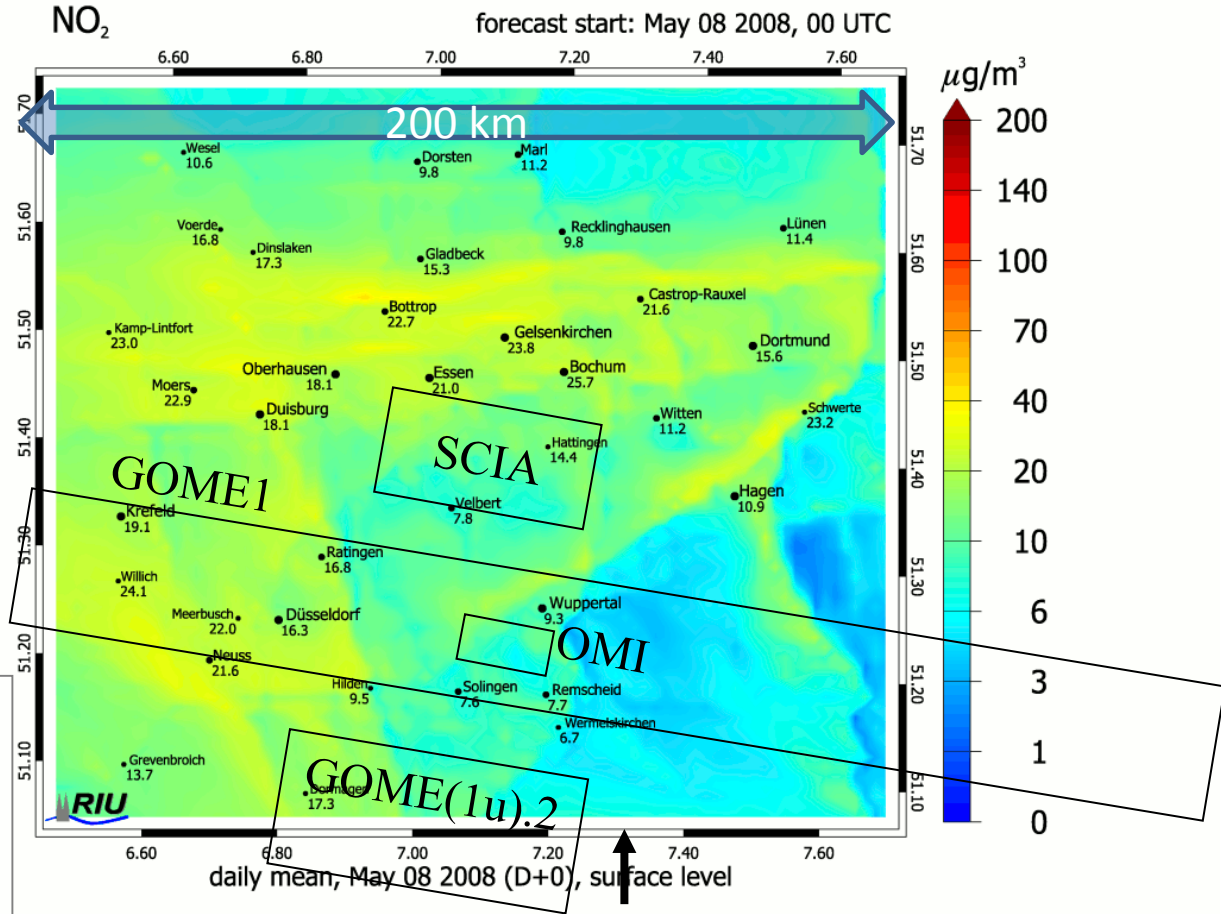 NO2
forecast start: May 08 2008, 00 UTC
6.60 6.80 7.00 7.20 7.40 7.60
μg/m³
200 km
Wesel
10.6
Dorsten
9.8
Marl
11.2
Voerde
16.8
Dinslaken
17.3
Gladbeck
15.3
Recklinghausen
9.8
Lünen
11.4
Bottrop
22.7
Castrop-Rauxel
21.6
Kamp-Lintfort
23.0
Gelsenkirchen
23.8
Dortmund
15.6
Oberhausen
18.1
Essen
21.0
Bochum
25.7
Moers
22.9
Duisburg
18.1
Witten
11.2
Schwerte
23.2
SCIA
Hattingen
14.4
GOME1
Velbert
7.8
Hagen
10.9
Krefeld
19.1
Ratingen
16.8
Willich
24.1
Meerbusch
22.0
Düsseldorf
16.3
Wuppertal
9.3
OMI
Neuss
21.6
Hilden
9.5
Solingen
7.6
Remscheid
7.7
Wermelskirchen
6.7
Grevenbroich
13.7
GOME(1u).2
Dormagen
17.3
RIU
51.60
51.50
51.40
51.30
51.20
51.10
51.70
51.60
51.50
51.40
51.30
51.20
51.10
200
140
100
70
40
20
10
6
3
1
0
6.60 6.80 7.00 7.20 7.40 7.60
daily mean, May 08 2008 (D+0), surface level